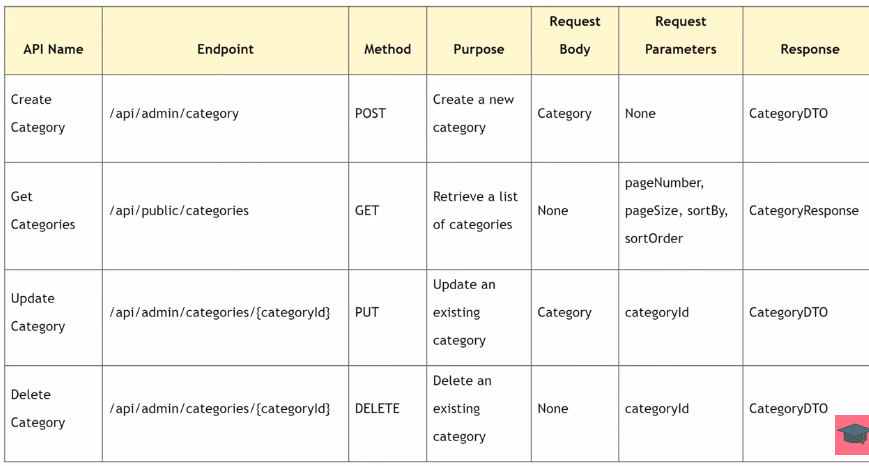 API Name Endpoint Method Purpose Request Body Request Parameters Response
Create Category /api/admin/category POST Create a new category Category None CategoryDTO
Get Categories /api/public/categories GET Retrieve a list of categories None pageNumber, pageSize, sortBy, sortOrder CategoryResponse
Update Category /api/admin/categories/{categoryId} PUT Update an existing category Category categoryId CategoryDTO
Delete Category /api/admin/categories/{categoryId} DELETE Delete an existing category None categoryId CategoryDTO